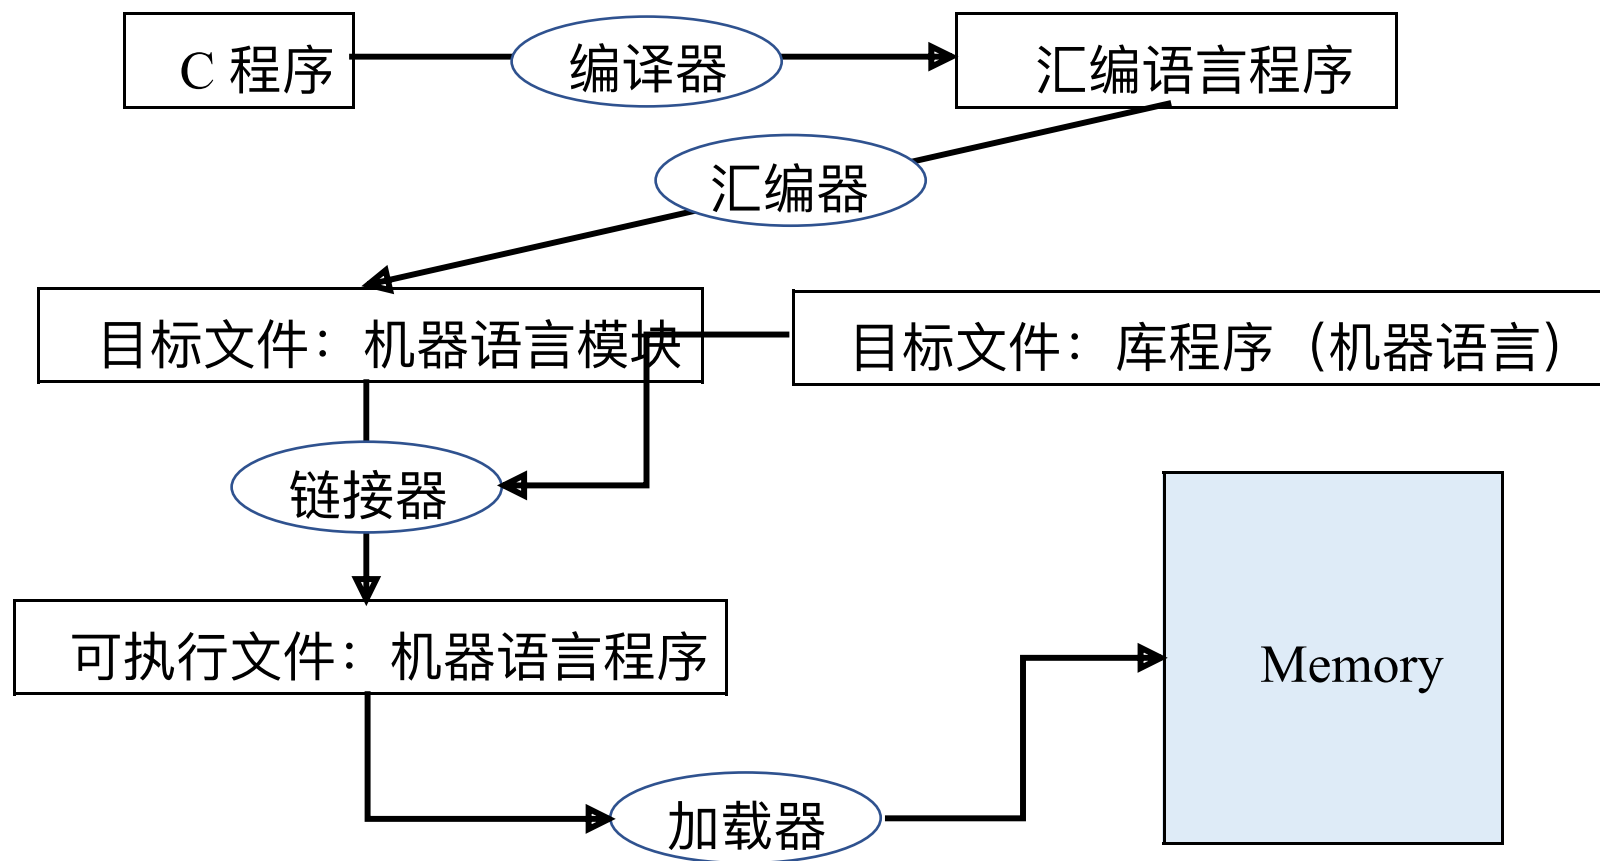 C 程序
编译器
汇编语言程序
汇编器
目标文件：机器语言模块
目标文件：库程序（机器语言）
链接器
可执行文件：机器语言程序
Memory
加载器